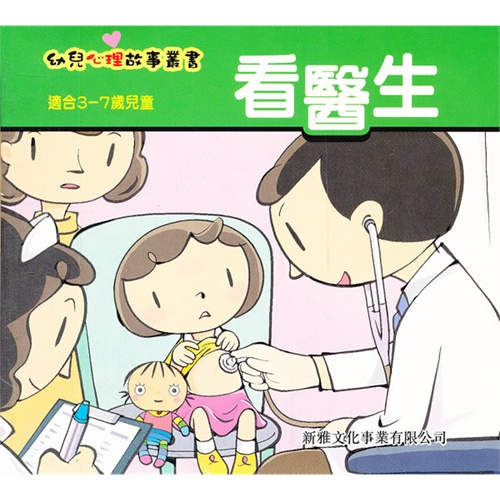 幼兒心理故事叢書
適合3-7歲兒童
看醫生
新雅文化事業有限公司